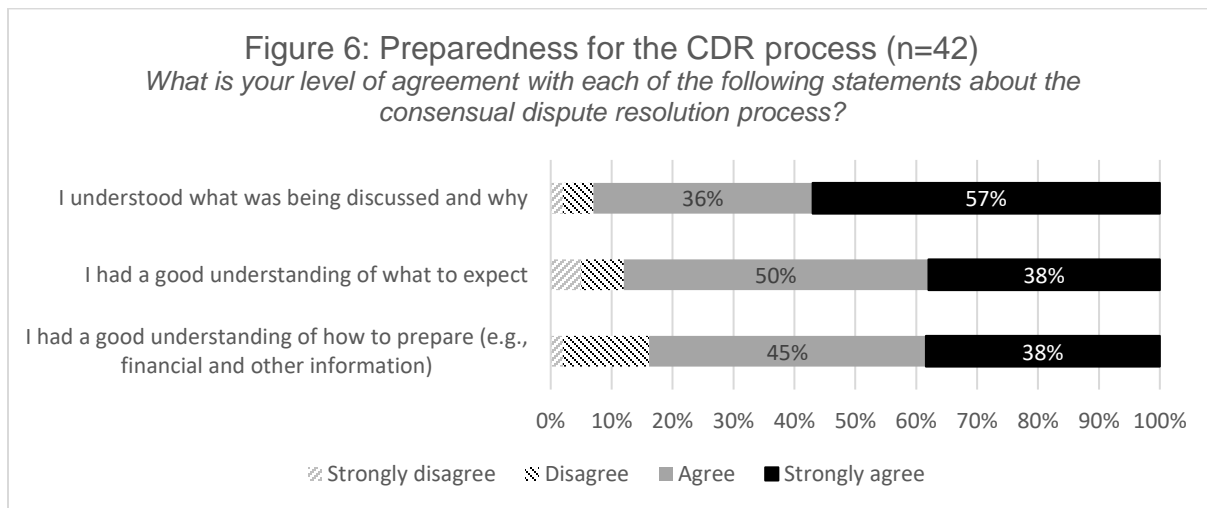 Figure 6: Preparedness for the CDR process (n=42)
What is your level of agreement with each of the following statements about the
consensual dispute resolution process?
I understood what was being discussed and why
36%
57%
I had a good understanding of what to expect
50%
38%
I had a good understanding of how to prepare (e.g.,
financial and other information)
45%
38%
0% 10% 20% 30% 40% 50% 60% 70% 80% 90% 100%
Strongly disagree Disagree Agree Strongly agree